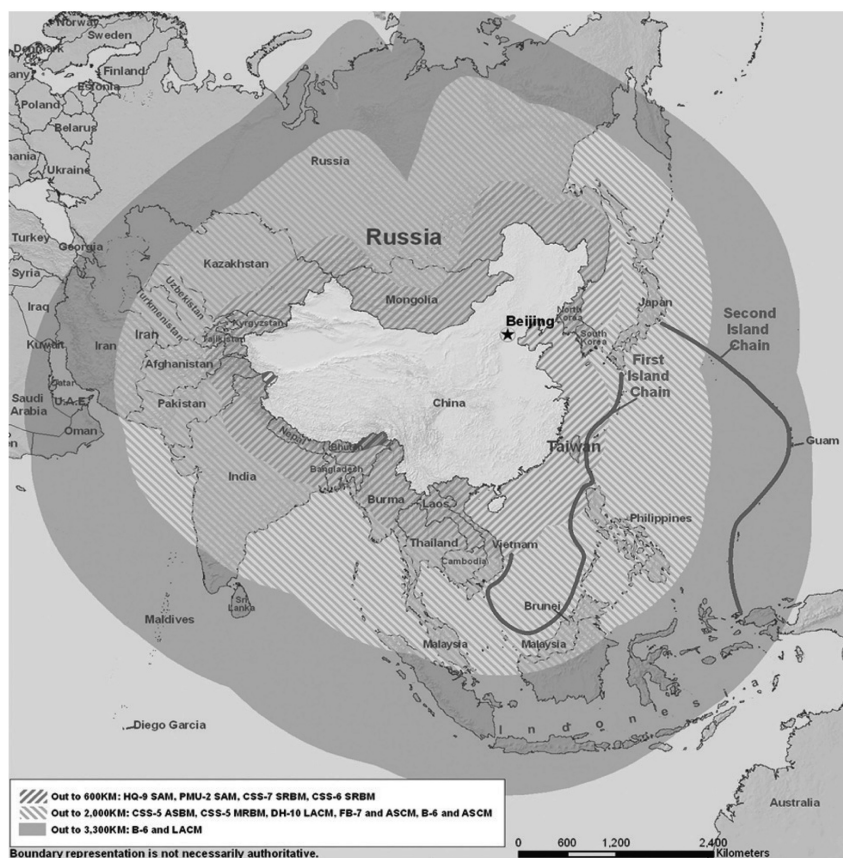 Norway
Sweden
Denmark
Finland
Estonia
Poland
Belarus
Ukraine
Russia
Russia
Turkey
Georgia
Kazakhstan
Syria
Mongolia
Uzbekistan
Turkmenistan
Iraq
Iran
Iran
Kyrgyzstan
Tajikistan
Beijing
North
Korea
South
Korea
Japan
Second
Island
Chain
First
Island
Chain
Kuwait
Afghanistan
Qatar
Saudi
Arabia
U.A.E.
Pakistan
China
Oman
Nepal
Bhutan
Taiwan
Guam
India
Bangladesh
Burma
Laos
Philippines
Thailand
Vietnam
Cambodia
Sri
Lanka
Brunei
Maldives
Malaysia
Malaysia
Indonesia
Diego Garcia
Australia
Out to 600KM: HQ-9 SAM, PMU-2 SAM, CSS-7 SRBM, CSS-6 SRBM
Out to 2,000KM: CSS-5 ASBM, CSS-5 MRBM, DH-10 LACM, FB-7 and ASCM, B-6 and ASCM
Out to 3,300KM: B-6 and LACM
Boundary representation is not necessarily authoritative.
0 600 1,200 2,400
Kilometers